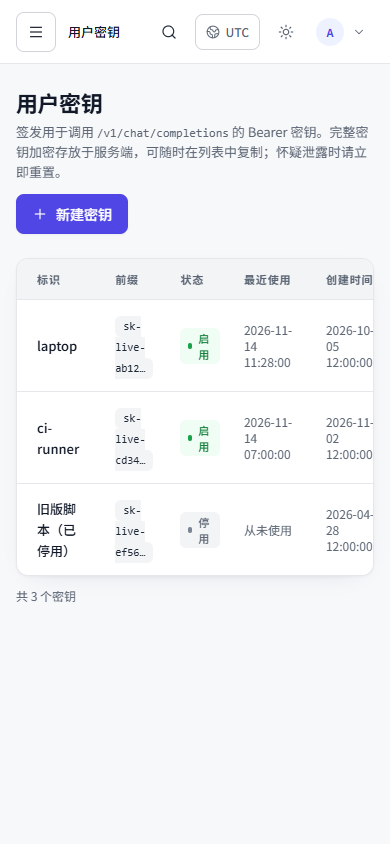 用户密钥
UTC
A
用户密钥
签发用于调用 /v1/chat/completions 的 Bearer 密钥。完整密
钥加密存放于服务端，可随时在列表中复制；怀疑泄露时请立
即重置。
新建密钥
标识 前缀 状态 最近使用 创建时间
laptop
sk-
live-
ab12…
启
用
2026-11-
14
11:28:00
2026-10-
05
12:00:00
ci-
runner
sk-
live-
cd34…
启
用
2026-11-
14
07:00:00
2026-11-
02
12:00:00
旧版脚
本（已
停用）
sk-
live-
ef56…
停
用
从未使用
2026-04-
28
12:00:00
共 3 个密钥